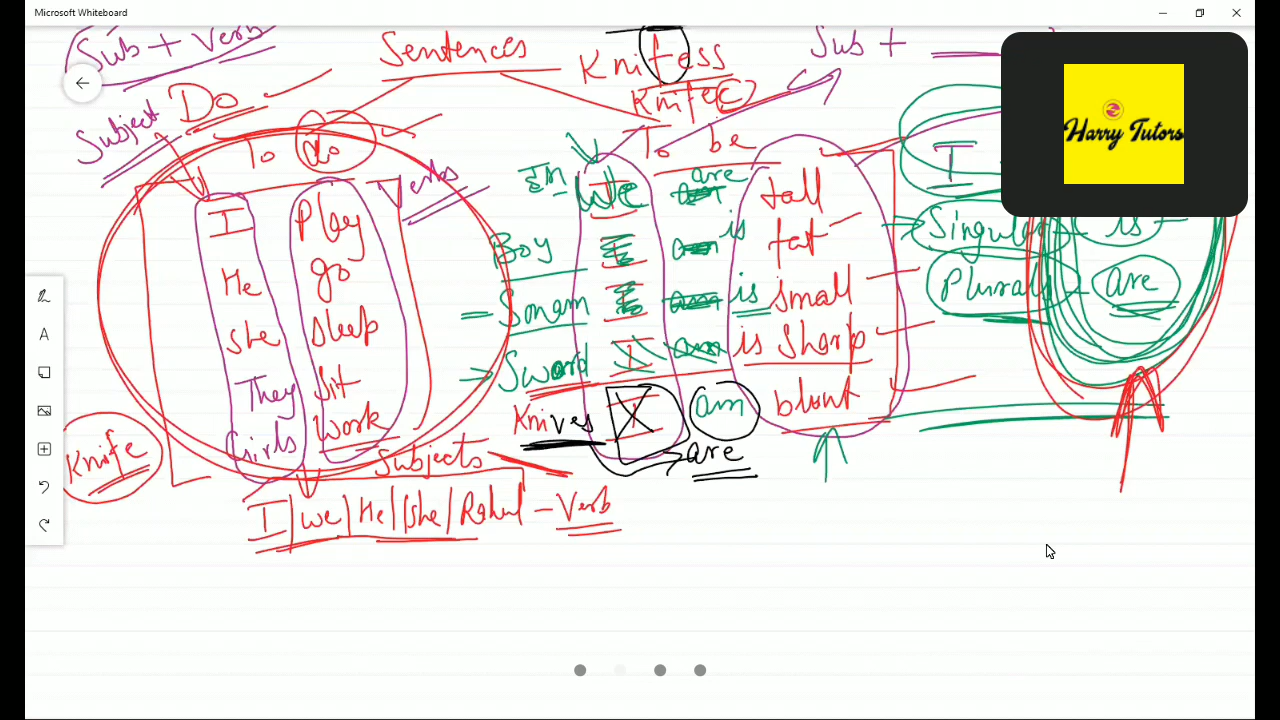 Microsoft Whiteboard
Sub + Verb
Sentences
Knifess
Sub +
Knife(c)
Subject Do
Harry Tutors
To do
To be
I
Verbs
I
Play
We are tall
Singular - is
Boy is fat
He
go
Plural - are
Sonam is small
She
Sleep
Sword is sharp
They
Sit
Knives I am blunt
Girls
Work
Knife
Subjects
are
I/we/He/She/Rahul - Verb